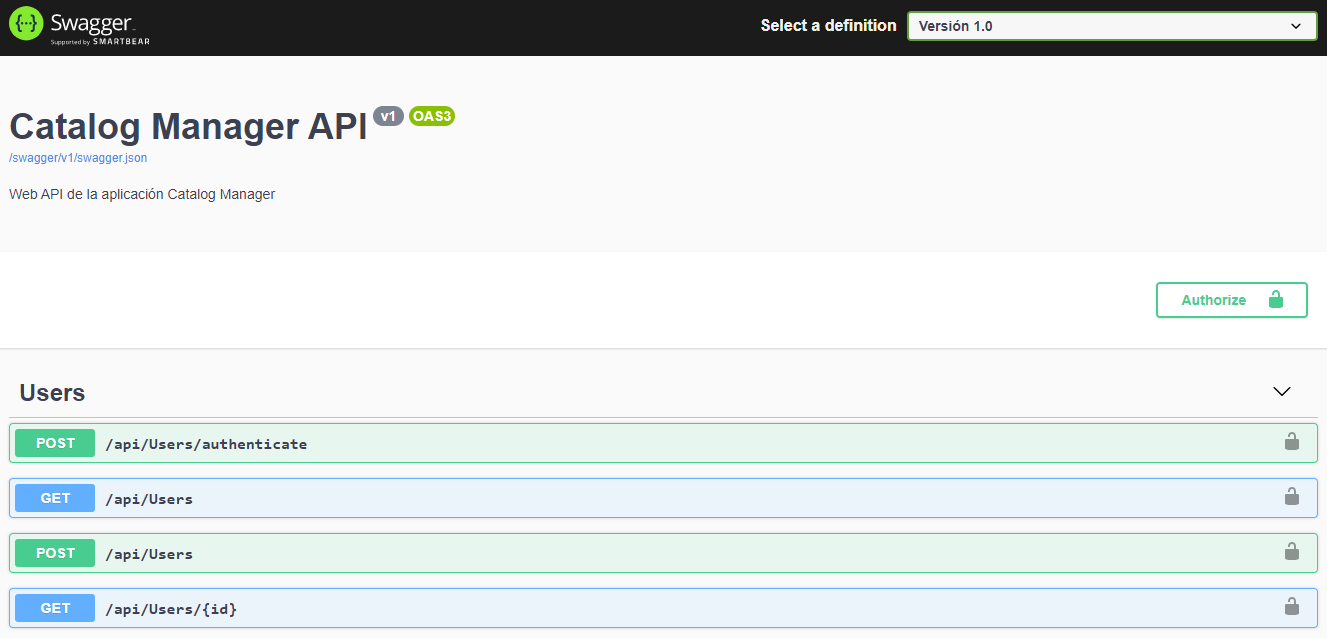 Swagger
Supported by SMARTBEAR
Select a definition
Versión 1.0
Catalog Manager API v1 OAS3
/swagger/v1/swagger.json
Web API de la aplicación Catalog Manager
Authorize
Users
POST /api/Users/authenticate
GET /api/Users
POST /api/Users
GET /api/Users/{id}